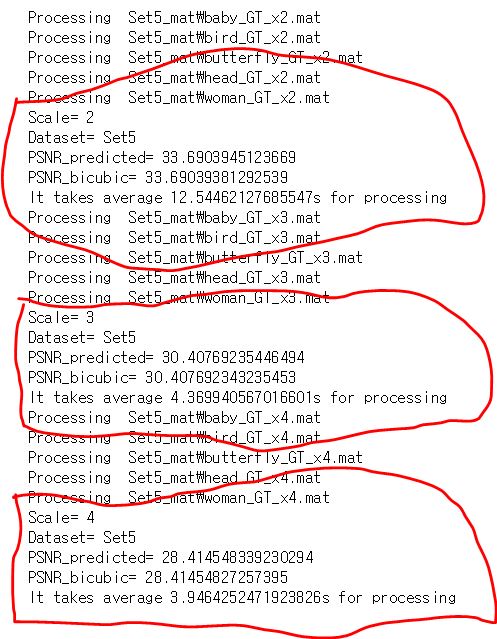 Processing  Set5_mat₩baby_GT_x2.mat
Processing  Set5_mat₩bird_GT_x2.mat
Processing  Set5_mat₩butterfly_GT_x2.mat
Processing  Set5_mat₩head_GT_x2.mat
Processing  Set5_mat₩woman_GT_x2.mat
Scale= 2
Dataset= Set5
PSNR_predicted= 33.6903945123669
PSNR_bicubic= 33.69039381292539
It takes average 12.54462127685547s for processing
Processing  Set5_mat₩baby_GT_x3.mat
Processing  Set5_mat₩bird_GT_x3.mat
Processing  Set5_mat₩butterfly_GT_x3.mat
Processing  Set5_mat₩head_GT_x3.mat
Processing  Set5_mat₩woman_GT_x3.mat
Scale= 3
Dataset= Set5
PSNR_predicted= 30.40769235446494
PSNR_bicubic= 30.407692343235453
It takes average 4.369940567016601s for processing
Processing  Set5_mat₩baby_GT_x4.mat
Processing  Set5_mat₩bird_GT_x4.mat
Processing  Set5_mat₩butterfly_GT_x4.mat
Processing  Set5_mat₩head_GT_x4.mat
Processing  Set5_mat₩woman_GT_x4.mat
Scale= 4
Dataset= Set5
PSNR_predicted= 28.414548339230294
PSNR_bicubic= 28.41454827257395
It takes average 3.9464252471923826s for processing